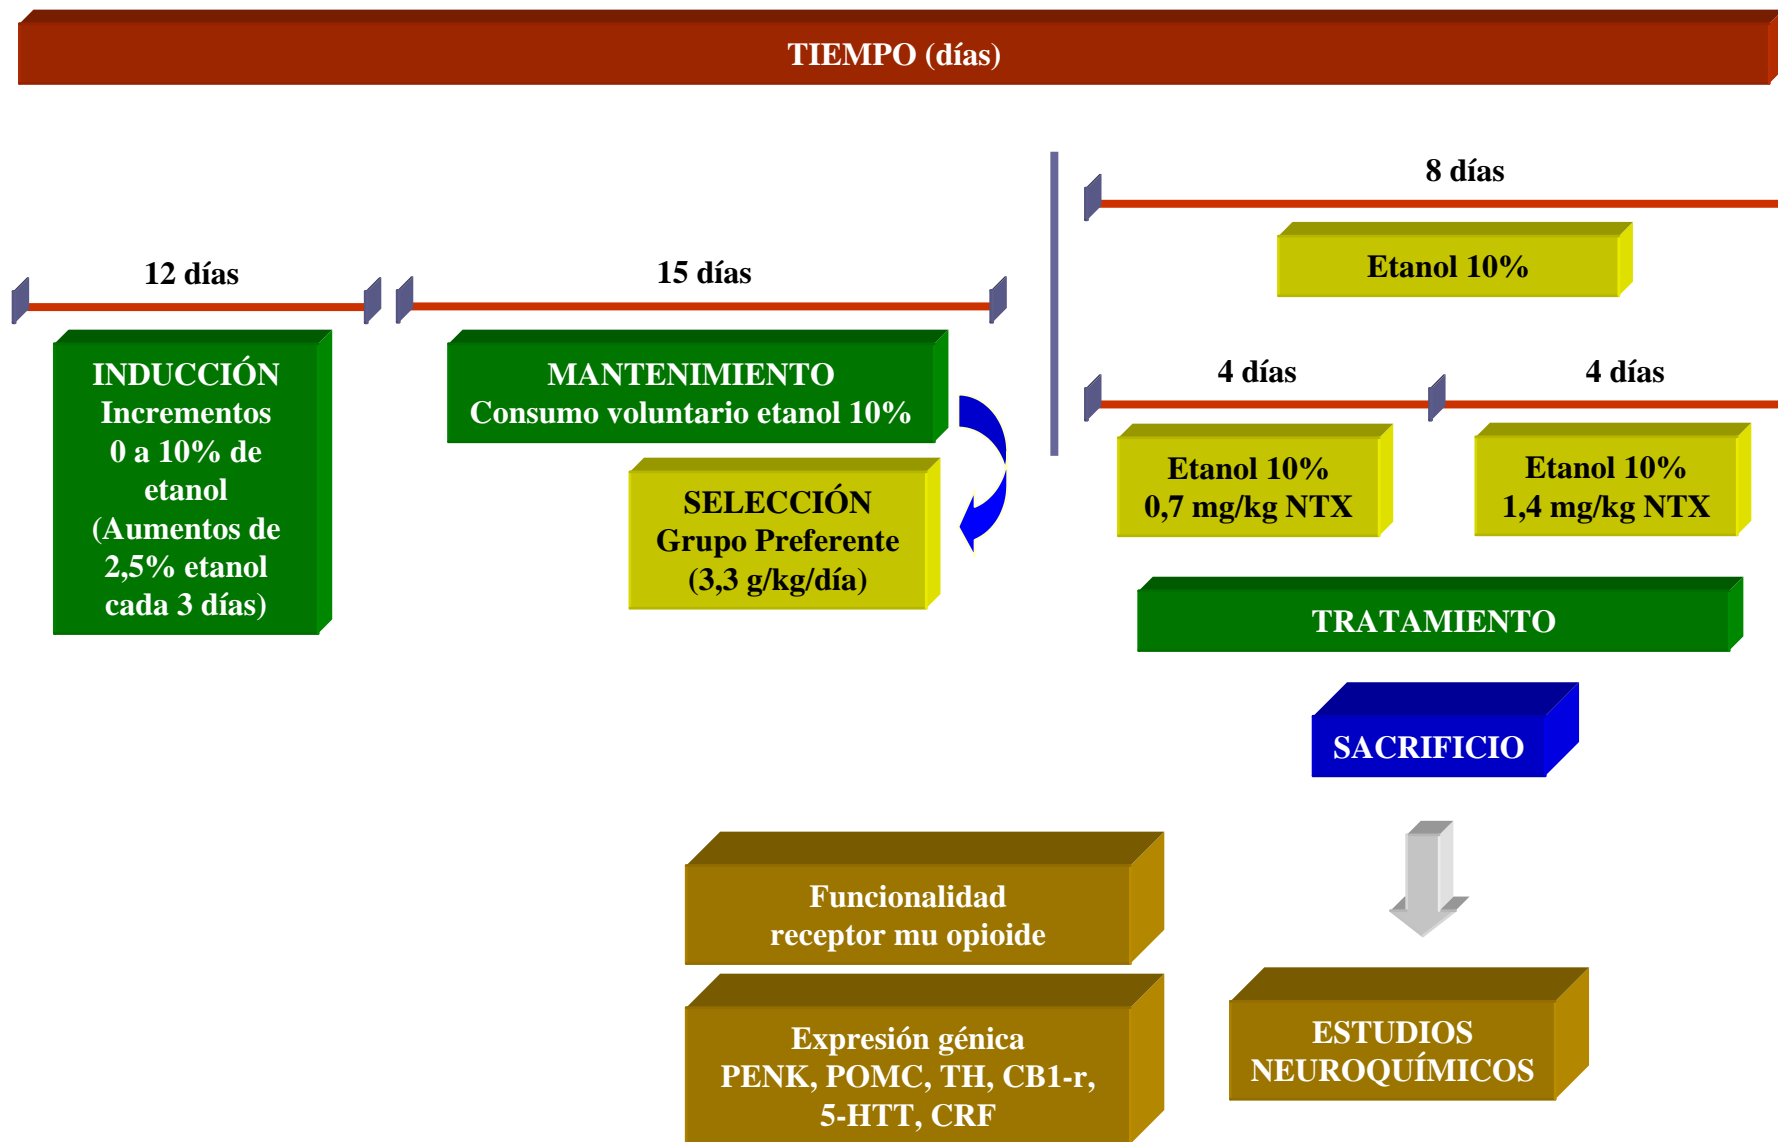 TIEMPO (días)
12 días
INDUCCIÓN
Incrementos
0 a 10% de
etanol
(Aumentos de
2,5% etanol
cada 3 días)
15 días
MANTENIMIENTO
Consumo voluntario etanol 10%
SELECCIÓN
Grupo Preferente
(3,3 g/kg/día)
8 días
Etanol 10%
4 días
Etanol 10%
0,7 mg/kg NTX
4 días
Etanol 10%
1,4 mg/kg NTX
TRATAMIENTO
SACRIFICIO
ESTUDIOS
NEUROQUÍMICOS
Funcionalidad
receptor mu opioide
Expresión génica
PENK, POMC, TH, CB1-r,
5-HTT, CRF